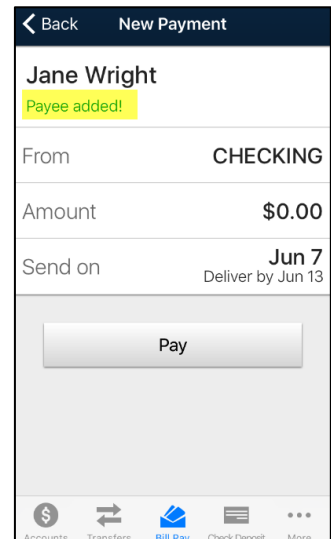 Back New Payment
Jane Wright
Payee added!
From CHECKING
Amount $0.00
Send on Jun 7
Deliver by Jun 13
Pay
Accounts Transfers Bill Pay Check Deposit More